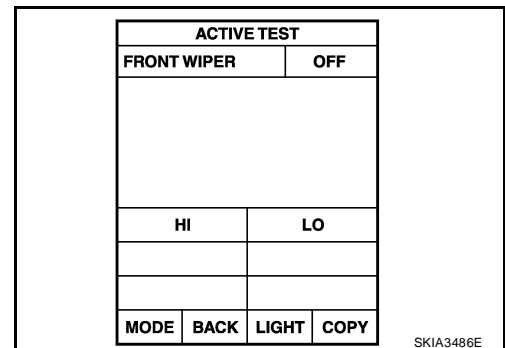 ACTIVE TEST
FRONT WIPER OFF
HI LO
MODE BACK LIGHT COPY
SKIA3486E